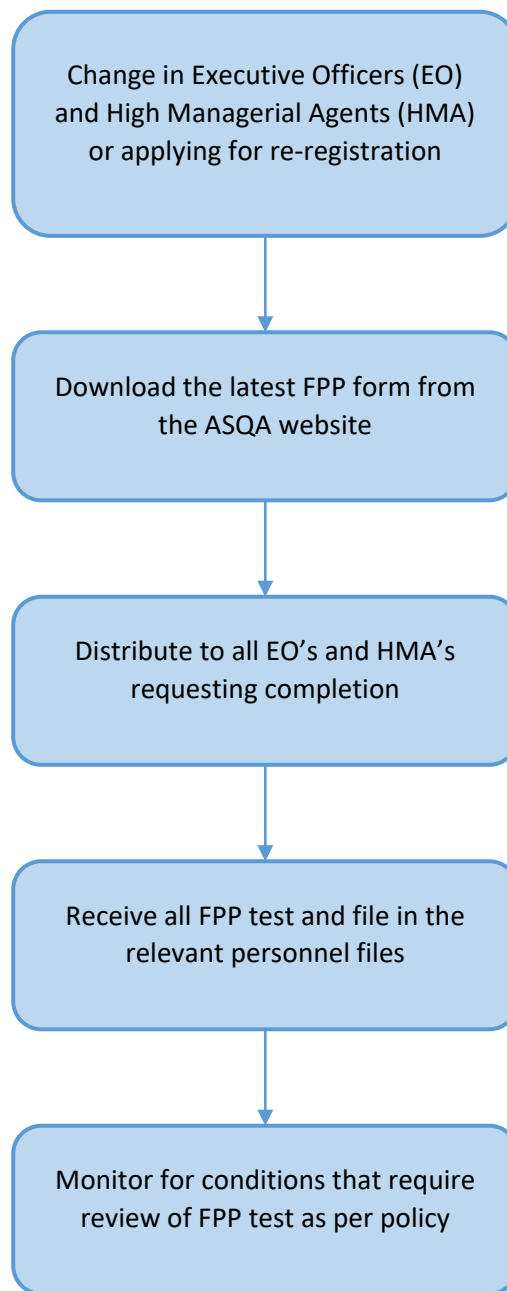 Change in Executive Officers (EO)
and High Managerial Agents (HMA)
or applying for re-registration
Download the latest FPP form from
the ASQA website
Distribute to all EO’s and HMA’s
requesting completion
Receive all FPP test and file in the
relevant personnel files
Monitor for conditions that require
review of FPP test as per policy